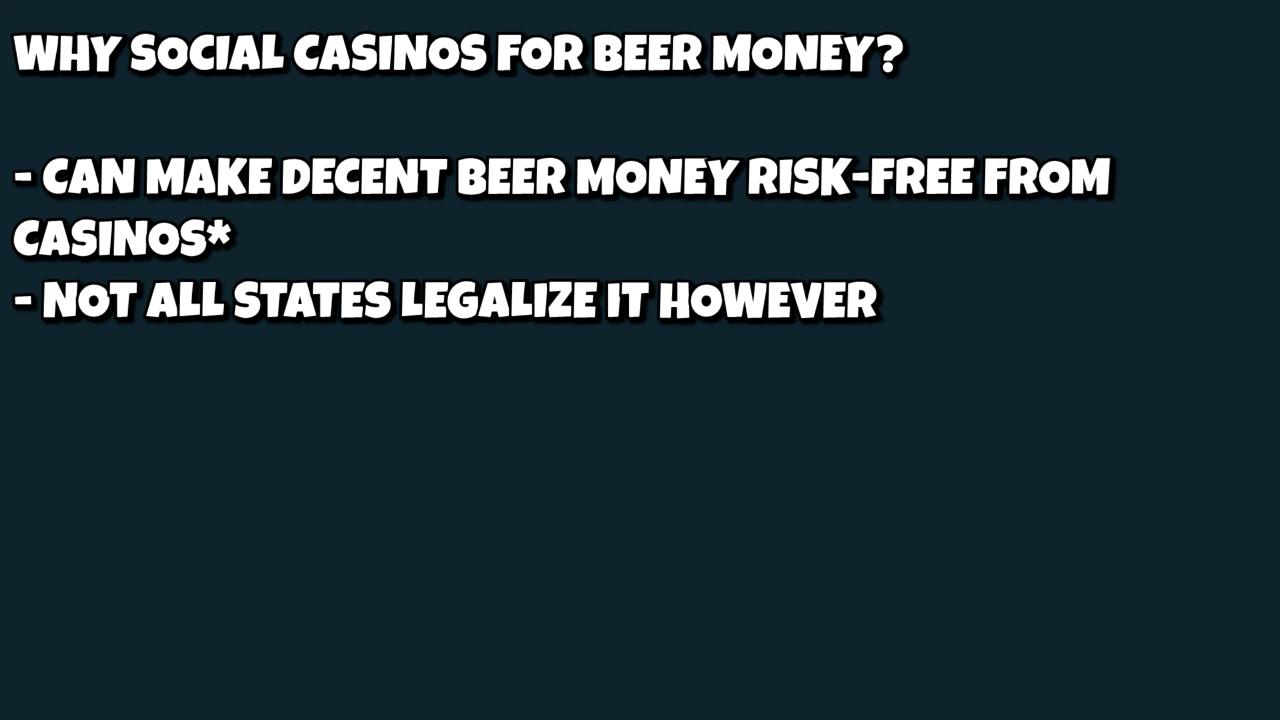 WHY SOCIAL CASINOS FOR BEER MONEY?
- CAN MAKE DECENT BEER MONEY RISK-FREE FROM
CASINOS*
- NOT ALL STATES LEGALIZE IT HOWEVER